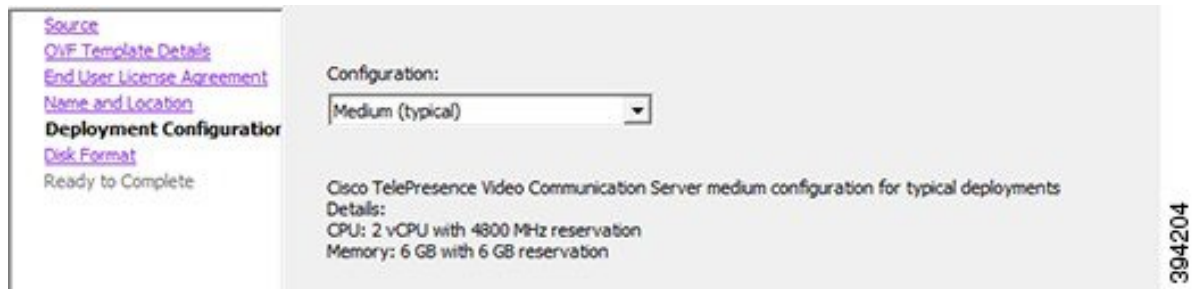 Source
OVF Template Details
End User License Agreement
Name and Location
Deployment Configuration
Disk Format
Ready to Complete
Configuration:
Medium (typical)
Cisco TelePresence Video Communication Server medium configuration for typical deployments
Details:
CPU: 2 vCPU with 4800 MHz reservation
Memory: 6 GB with 6 GB reservation
394204